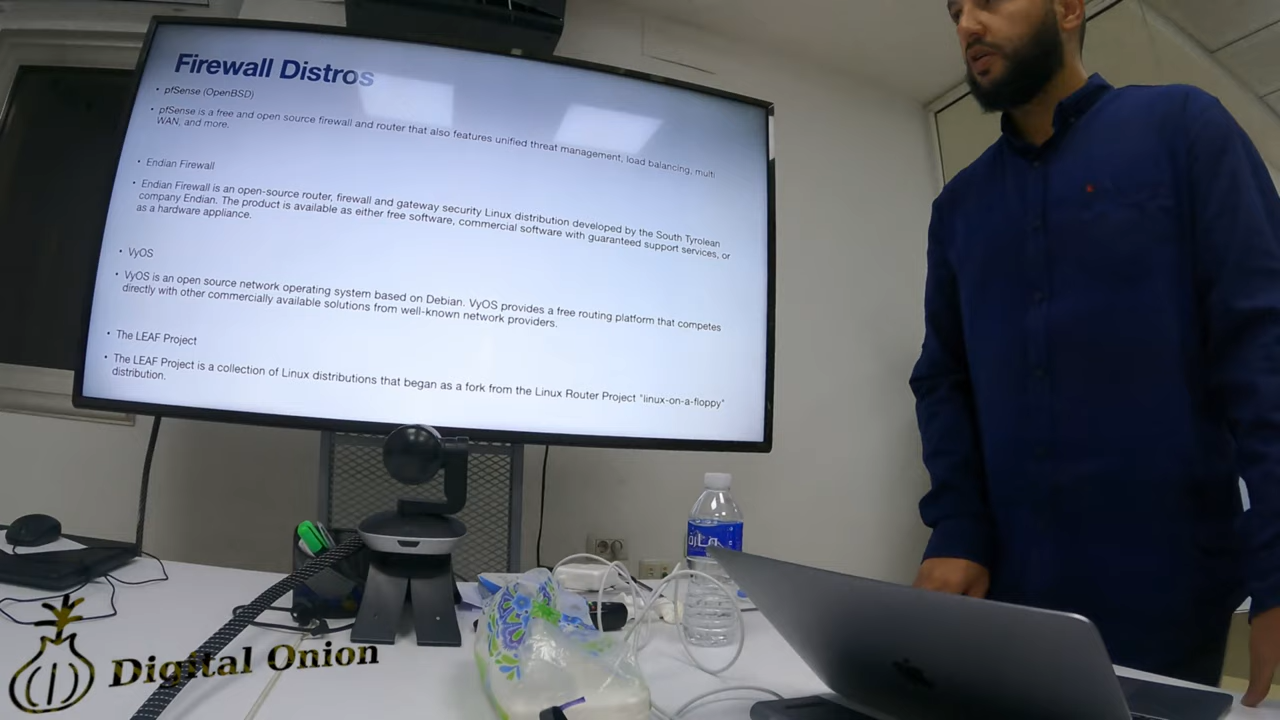 Firewall Distros
• pfSense (OpenBSD)
• pfSense is a free and open source firewall and router that also features unified threat management, load balancing, multi
WAN, and more.
• Endian Firewall
• Endian Firewall is an open-source router, firewall and gateway security Linux distribution developed by the South Tyrolean
company Endian. The product is available as either free software, commercial software with guaranteed support services, or
as a hardware appliance.
• VyOS
• VyOS is an open source network operating system based on Debian. VyOS provides a free routing platform that competes
directly with other commercially available solutions from well-known network providers.
• The LEAF Project
• The LEAF Project is a collection of Linux distributions that began as a fork from the Linux Router Project "linux-on-a-floppy"
distribution.
Digital Onion